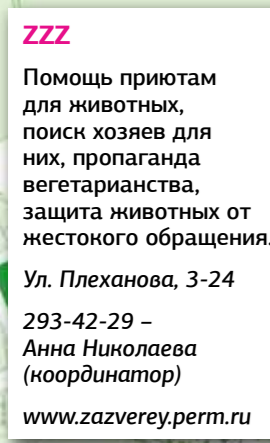 ZZZ
Помощь приютам
для животных,
поиск хозяев для
них, пропаганда
вегетарианства,
защита животных от
жестокого обращения.
Ул. Плеханова, 3-24
293-42-29 –
Анна Николаева
(координатор)
www.zazverey.perm.ru